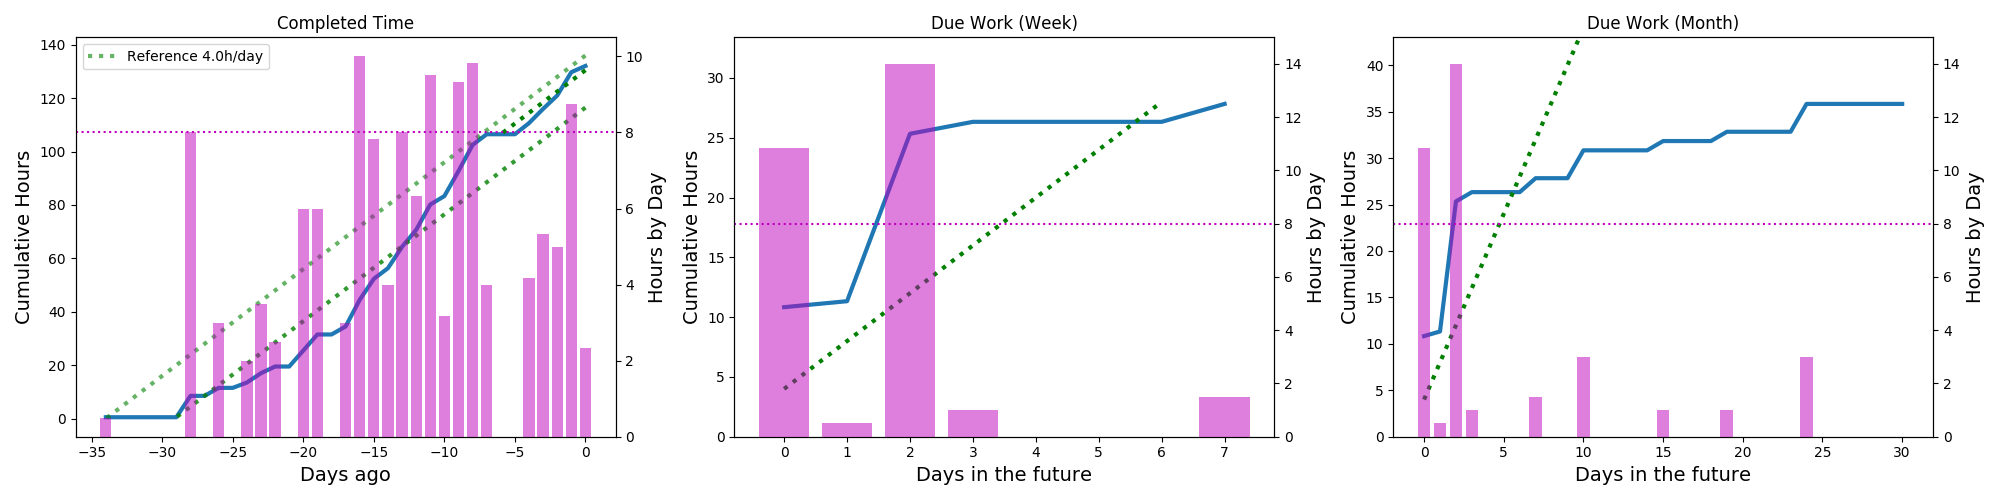 Completed Time
Reference 4.0h/day
Cumulative Hours
140
120
100
80
60
40
20
0
10
8
6
4
2
0
Hours by Day
−35 −30 −25 −20 −15 −10 −5 0
Days ago
Due Work (Week)
Cumulative Hours
30
25
20
15
10
5
0
14
12
10
8
6
4
2
0
Hours by Day
0 1 2 3 4 5 6 7
Days in the future
Due Work (Month)
Cumulative Hours
40
35
30
25
20
15
10
5
0
14
12
10
8
6
4
2
0
Hours by Day
0 5 10 15 20 25 30
Days in the future